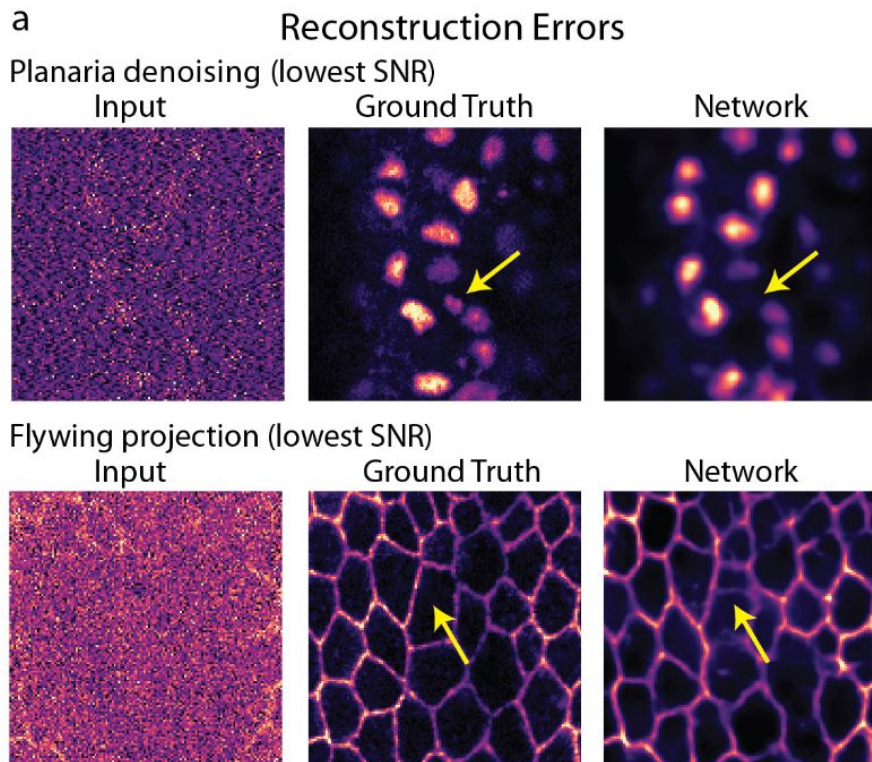 a
Reconstruction Errors
Planaria denoising (lowest SNR)
Input Ground Truth Network
Flywing projection (lowest SNR)
Input Ground Truth Network